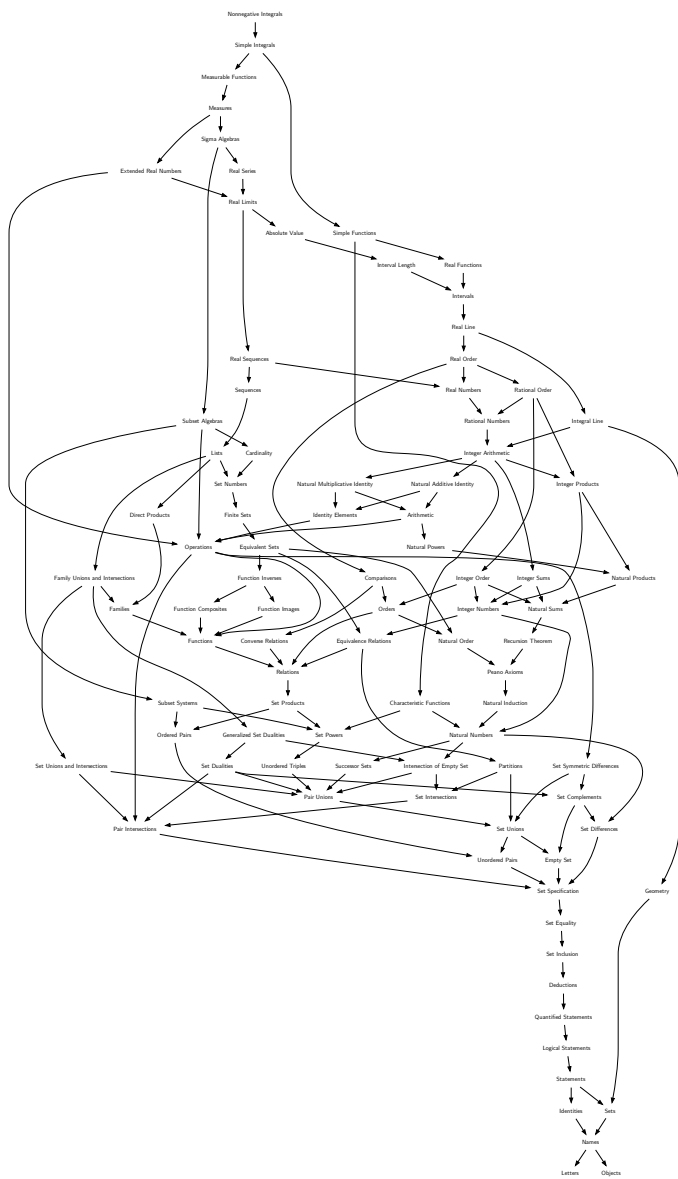 Nonnegative Integrals
Simple Integrals
Measurable Functions
Measures
Sigma Algebras
Extended Real Numbers
Real Series
Real Limits
Absolute Value
Simple Functions
Interval Length
Real Functions
Intervals
Real Line
Real Sequences
Real Order
Sequences
Real Numbers
Rational Order
Subset Algebras
Rational Numbers
Integral Line
Lists
Cardinality
Integer Arithmetic
Set Numbers
Natural Multiplicative Identity
Natural Additive Identity
Integer Products
Direct Products
Finite Sets
Identity Elements
Arithmetic
Operations
Equivalent Sets
Natural Powers
Family Unions and Intersections
Function Inverses
Comparisons
Integer Order
Integer Sums
Natural Products
Families
Function Composites
Function Images
Orders
Integer Numbers
Natural Sums
Functions
Converse Relations
Equivalence Relations
Natural Order
Recursion Theorem
Relations
Peano Axioms
Subset Systems
Set Products
Characteristic Functions
Natural Induction
Ordered Pairs
Generalized Set Dualities
Set Powers
Natural Numbers
Set Unions and Intersections
Set Dualities
Unordered Triples
Successor Sets
Intersection of Empty Set
Partitions
Set Symmetric Differences
Pair Unions
Set Intersections
Set Complements
Pair Intersections
Set Unions
Set Differences
Unordered Pairs
Empty Set
Set Specification
Geometry
Set Equality
Set Inclusion
Deductions
Quantified Statements
Logical Statements
Statements
Identities
Sets
Names
Letters
Objects